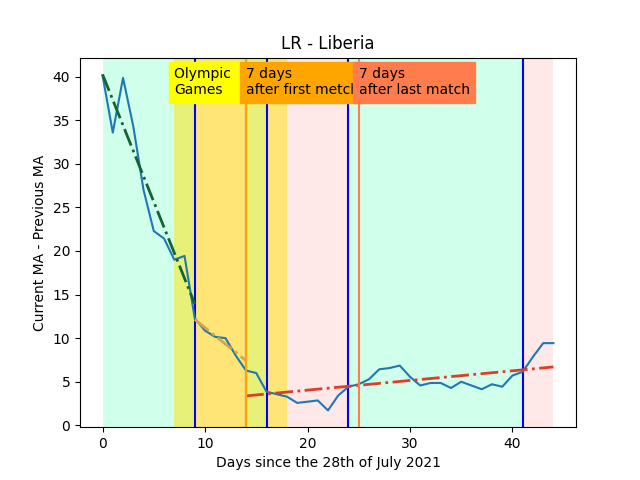 LR - Liberia
Olympic
Games
7 days
after first metch
7 days
after last match
Current MA - Previous MA
40
35
30
25
20
15
10
5
0
0 10 20 30 40
Days since the 28th of July 2021